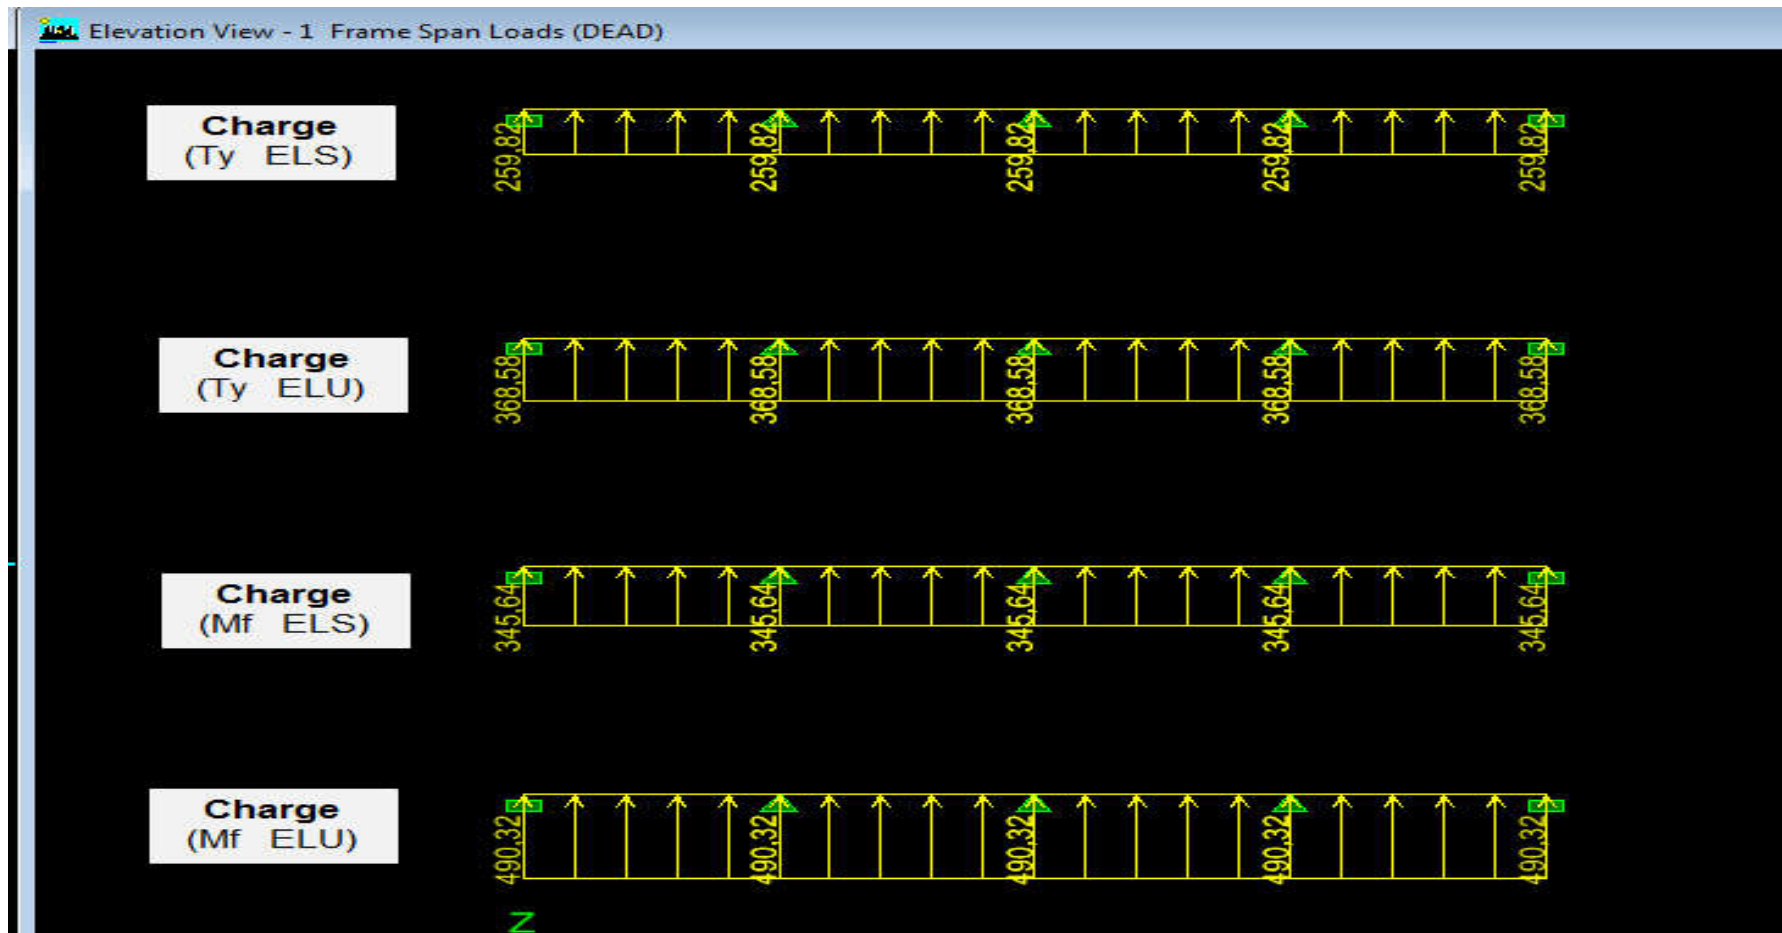 Elevation View - 1 Frame Span Loads (DEAD)
Charge
(Ty ELS)
259,82 259,82 259,82 259,82 259,82
Charge
(Ty ELU)
368,58 368,58 368,58 368,58 368,58
Charge
(Mf ELS)
345,64 345,64 345,64 345,64 345,64
Charge
(Mf ELU)
490,32 490,32 490,32 490,32 490,32
Z